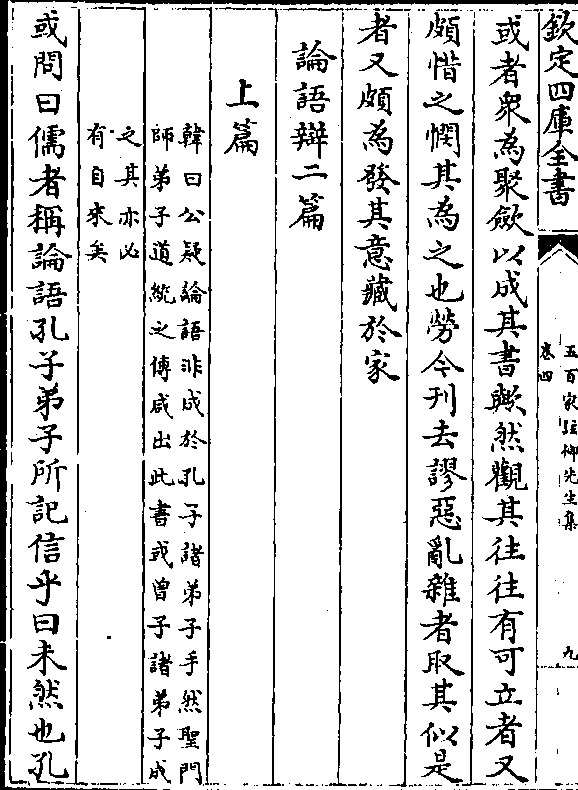 欽定四庫全書
五百家註柳先生集
卷四
九
或者衆為聚斂以成其書歟然觀其往往有可立者又
頗惜之憫其為之也勞今刊去謬惡亂雜者取其似是
者又頗為發其意藏於家
論語辯二篇
上篇
韓曰公疑論語非成於孔子諸弟子手然聖門
師弟子道統之傳咸出此書或曾子諸弟子成
之其亦必
有自來矣
或問曰儒者稱論語孔子弟子所記信乎曰未然也孔